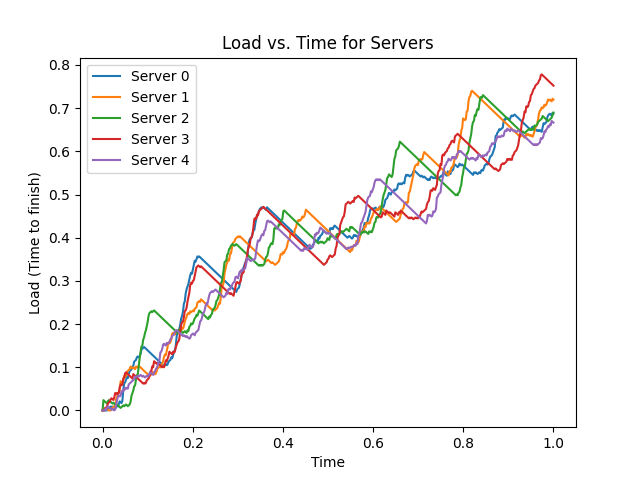 Load vs. Time for Servers
Server 0
Server 1
Server 2
Server 3
Server 4
Load (Time to finish)
0.8
0.7
0.6
0.5
0.4
0.3
0.2
0.1
0.0
0.0 0.2 0.4 0.6 0.8 1.0
Time